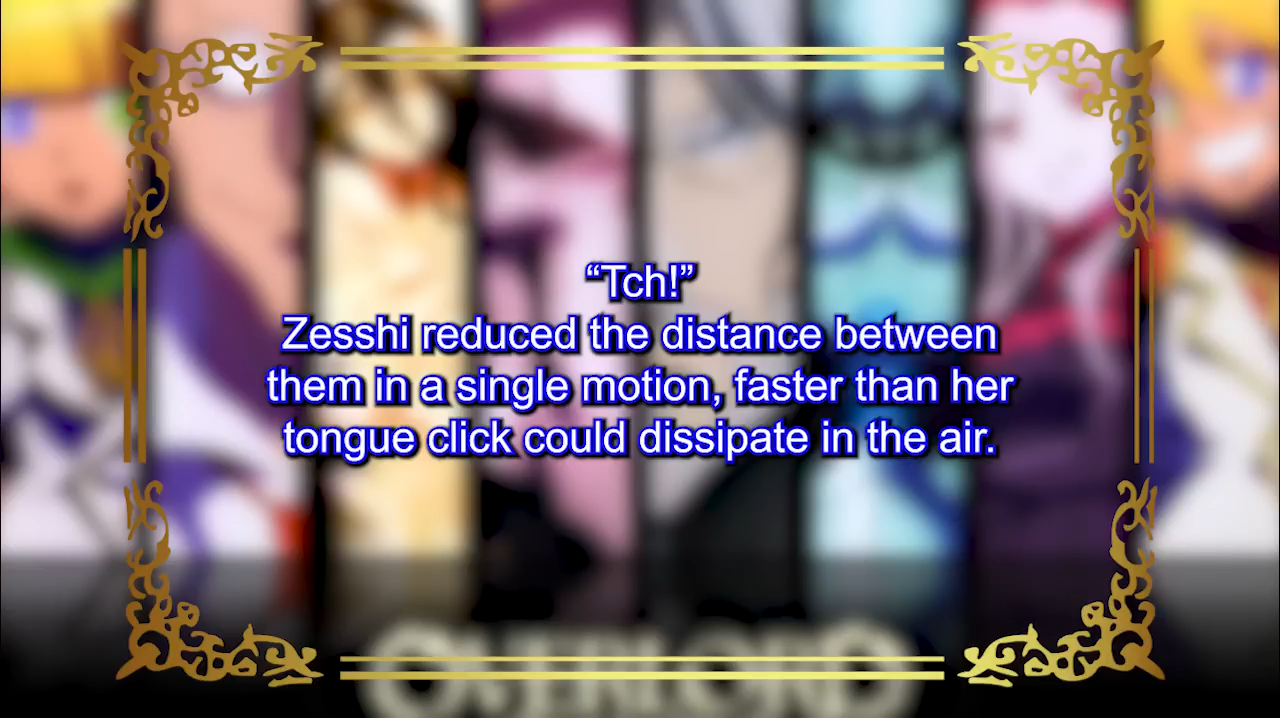 “Tch!”
Zesshi reduced the distance between
them in a single motion, faster than her
tongue click could dissipate in the air.
OVERLORD